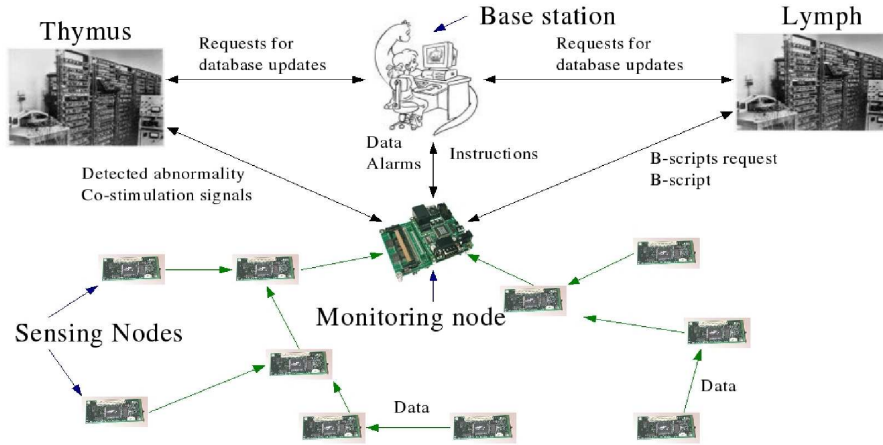 Base station
Thymus
Lymph
Requests for
database updates
Requests for
database updates
Data
Alarms
Instructions
Detected abnormality
Co-stimulation signals
B-scripts request
B-script
Sensing Nodes
Monitoring node
Data
Data